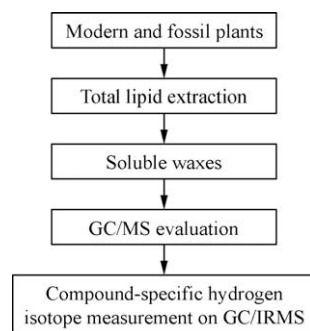 Modern and fossil plants
Total lipid extraction
Soluble waxes
GC/MS evaluation
Compound-specific hydrogen
isotope measurement on GC/IRMS